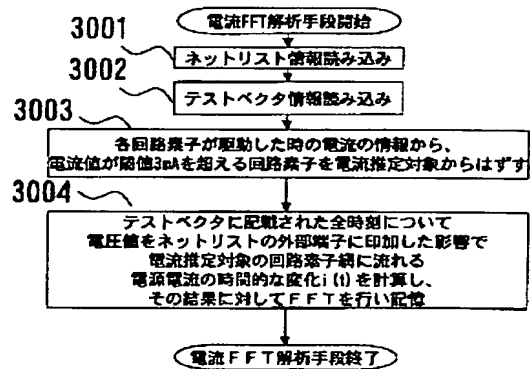 電流FFT解析手段開始
3001
ネットリスト情報読み込み
3002
テストベクタ情報読み込み
3003
各回路素子が駆動した時の電流の情報から、
電流値が閾値3mAを超える回路素子を電流推定対象からはずす
3004
テストベクタに記載された全時刻について
電圧値をネットリストの外部端子に印加した影響で
電流推定対象の回路素子網に流れる
電源電流の時間的な変化i(t)を計算し、
その結果に対してFFTを行い記憶
電流FFT解析手段終了